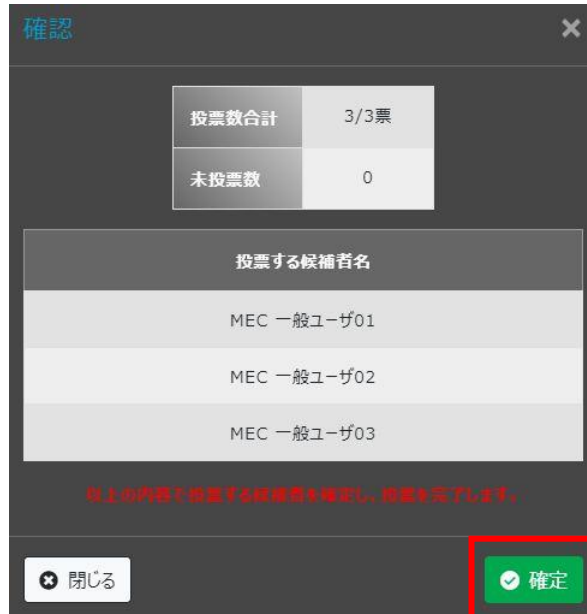 確認
投票数合計 3/3票
未投票数 0
投票する候補者名
MEC 一般ユーザ01
MEC 一般ユーザ02
MEC 一般ユーザ03
以上の内容で投票する候補者を確定し、投票を完了します。
閉じる 確定